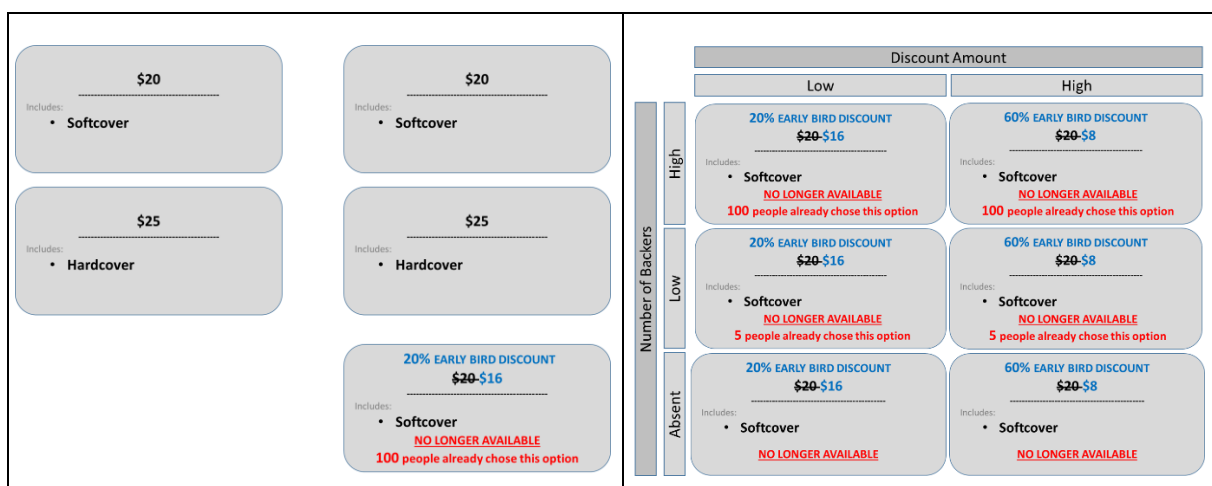 $20
Includes:
• Softcover
$25
Includes:
• Hardcover
$20
Includes:
• Softcover
$25
Includes:
• Hardcover
20% EARLY BIRD DISCOUNT
$20 $16
Includes:
• Softcover
NO LONGER AVAILABLE
100 people already chose this option
Discount Amount
Low
High
Number of Backers
High
20% EARLY BIRD DISCOUNT
$20 $16
Includes:
• Softcover
NO LONGER AVAILABLE
100 people already chose this option
60% EARLY BIRD DISCOUNT
$20 $8
Includes:
• Softcover
NO LONGER AVAILABLE
100 people already chose this option
Low
20% EARLY BIRD DISCOUNT
$20 $16
Includes:
• Softcover
NO LONGER AVAILABLE
5 people already chose this option
60% EARLY BIRD DISCOUNT
$20 $8
Includes:
• Softcover
NO LONGER AVAILABLE
5 people already chose this option
Absent
20% EARLY BIRD DISCOUNT
$20 $16
Includes:
• Softcover
NO LONGER AVAILABLE
60% EARLY BIRD DISCOUNT
$20 $8
Includes:
• Softcover
NO LONGER AVAILABLE